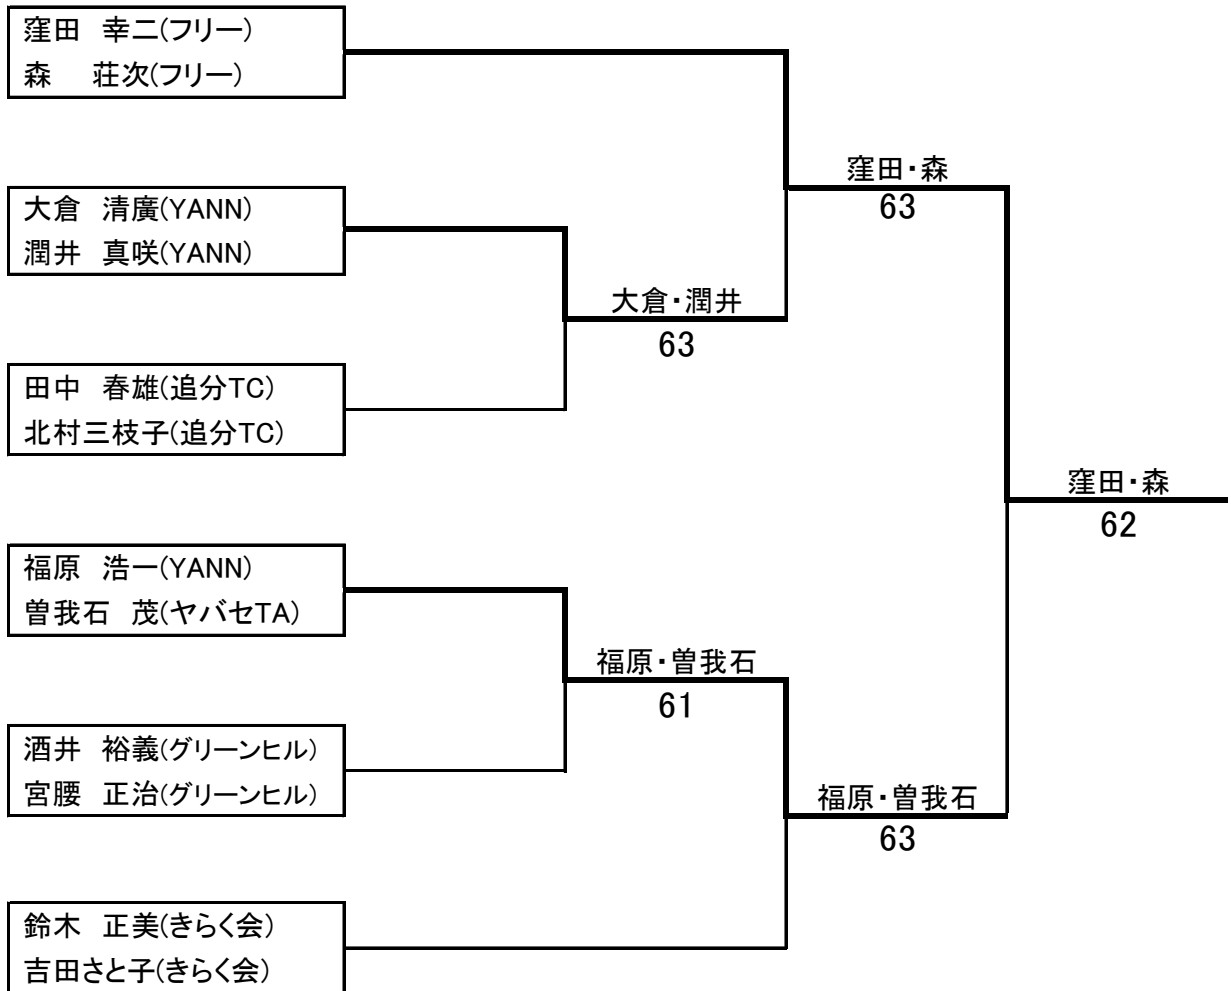 窪田　幸二(フリー)
森　　荘次(フリー)
窪田・森
63
大倉　清廣(YANN)
潤井　真咲(YANN)
大倉・潤井
63
田中　春雄(追分TC)
北村三枝子(追分TC)
窪田・森
62
福原　浩一(YANN)
曽我石　茂(ヤバセTA)
福原・曽我石
61
酒井　裕義(グリーンヒル)
宮腰　正治(グリーンヒル)
福原・曽我石
63
鈴木　正美(きらく会)
吉田さと子(きらく会)